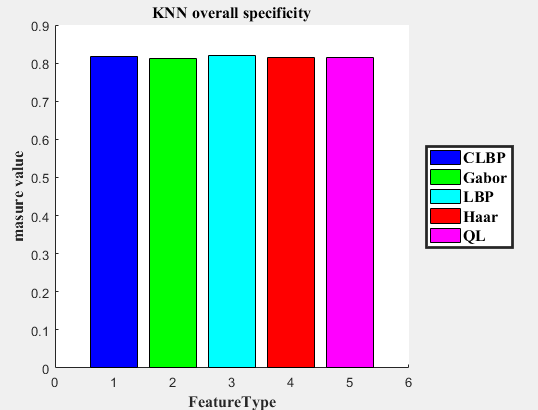 KNN overall specificity
masure value
0.9
0.8
0.7
0.6
0.5
0.4
0.3
0.2
0.1
0
0 1 2 3 4 5 6
FeatureType
CLBP
Gabor
LBP
Haar
QL